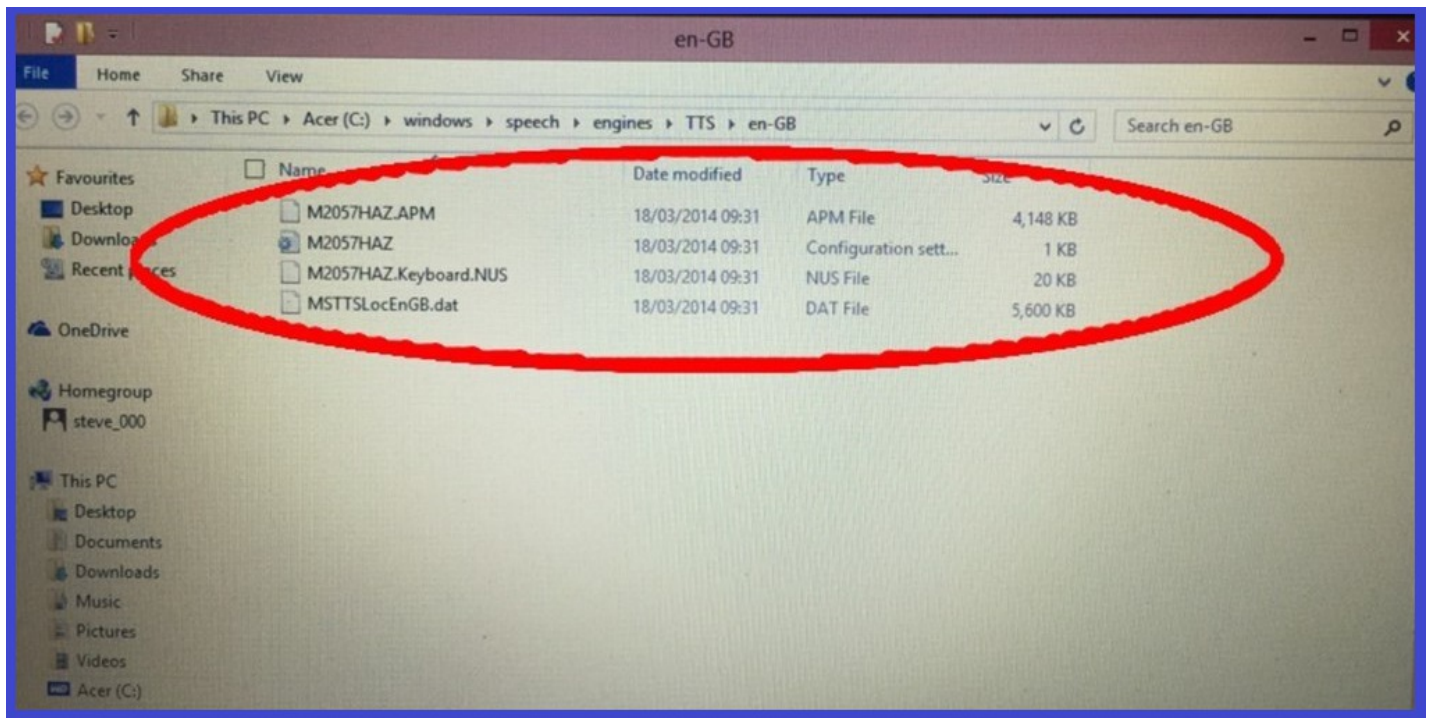 en-GB
File Home Share View
This PC Acer (C:) windows speech engines TTS en-GB Search en-GB
Favourites
Desktop
Downloads
Recent places
OneDrive
Homegroup
steve_000
This PC
Desktop
Documents
Downloads
Music
Pictures
Videos
Acer (C:)
Name Date modified Type Size
M2057HAZ.APM 18/03/2014 09:31 APM File 4,148 KB
M2057HAZ 18/03/2014 09:31 Configuration sett... 1 KB
M2057HAZ.Keyboard.NUS 18/03/2014 09:31 NUS File 20 KB
MSTTSLocEnGB.dat 18/03/2014 09:31 DAT File 5,600 KB